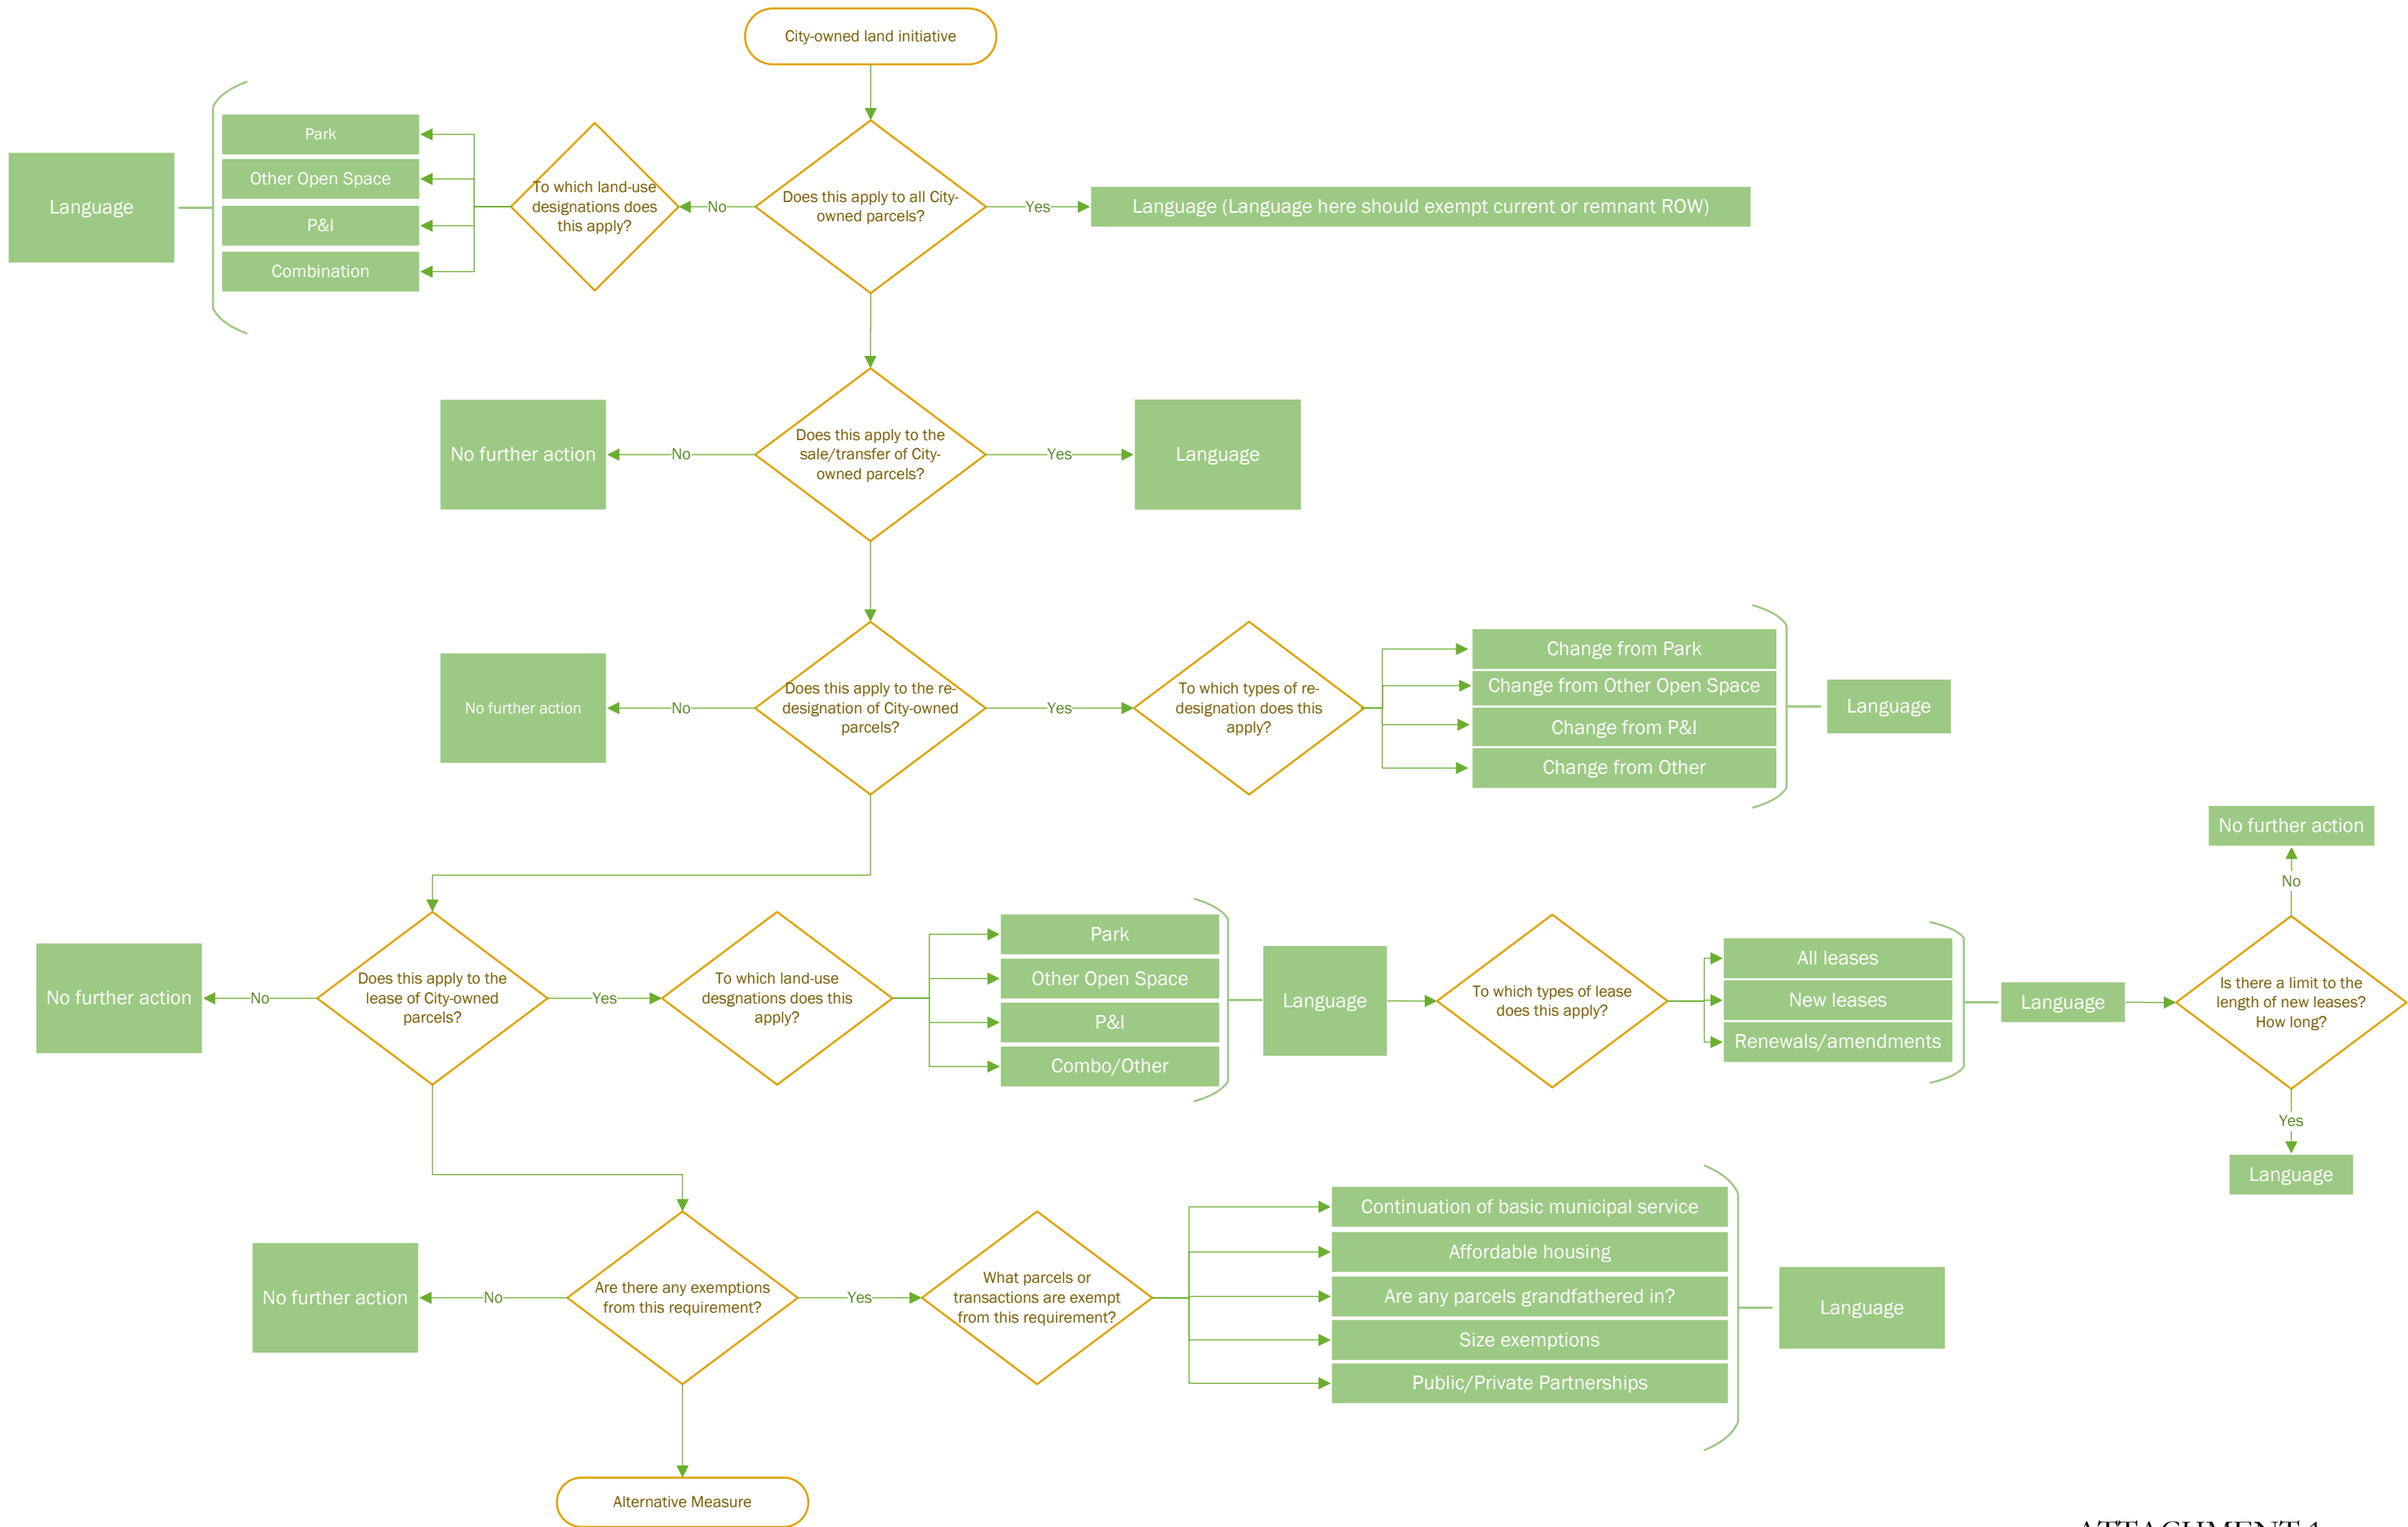 City-owned land initiative
Park
Other Open Space
P&I
Combination
Language
To which land-use
designations does
this apply?
No
Does this apply to all City-
owned parcels?
Yes
Language (Language here should exempt current or remnant ROW)
No further action
No
Does this apply to the
sale/transfer of City-
owned parcels?
Yes
Language
No further action
No
Does this apply to the re-
designation of City-owned
parcels?
Yes
To which types of re-
designation does this
apply?
Change from Park
Change from Other Open Space
Change from P&I
Change from Other
Language
No further action
No
Does this apply to the
lease of City-owned
parcels?
Yes
To which land-use
desgnations does this
apply?
Park
Other Open Space
P&I
Combo/Other
Language
To which types of lease
does this apply?
All leases
New leases
Renewals/amendments
Language
Is there a limit to the
length of new leases?
How long?
No
No further action
Yes
Language
No further action
No
Are there any exemptions
from this requirement?
Yes
What parcels or
transactions are exempt
from this requirement?
Continuation of basic municipal service
Affordable housing
Are any parcels grandfathered in?
Size exemptions
Public/Private Partnerships
Language
Alternative Measure
ATTACHMENT 1